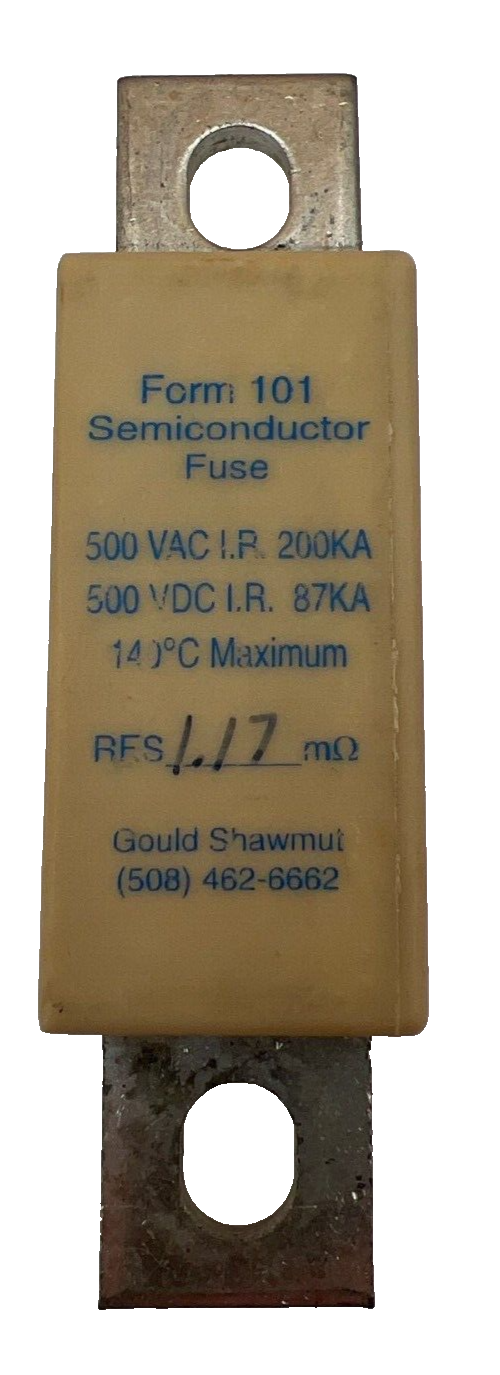 Form 101
Semiconductor
Fuse
500 VAC I.R. 200KA
500 VDC I.R. 87KA
140°C Maximum
RES 1.17 mΩ
Gould Shawmut
(508) 462-6662